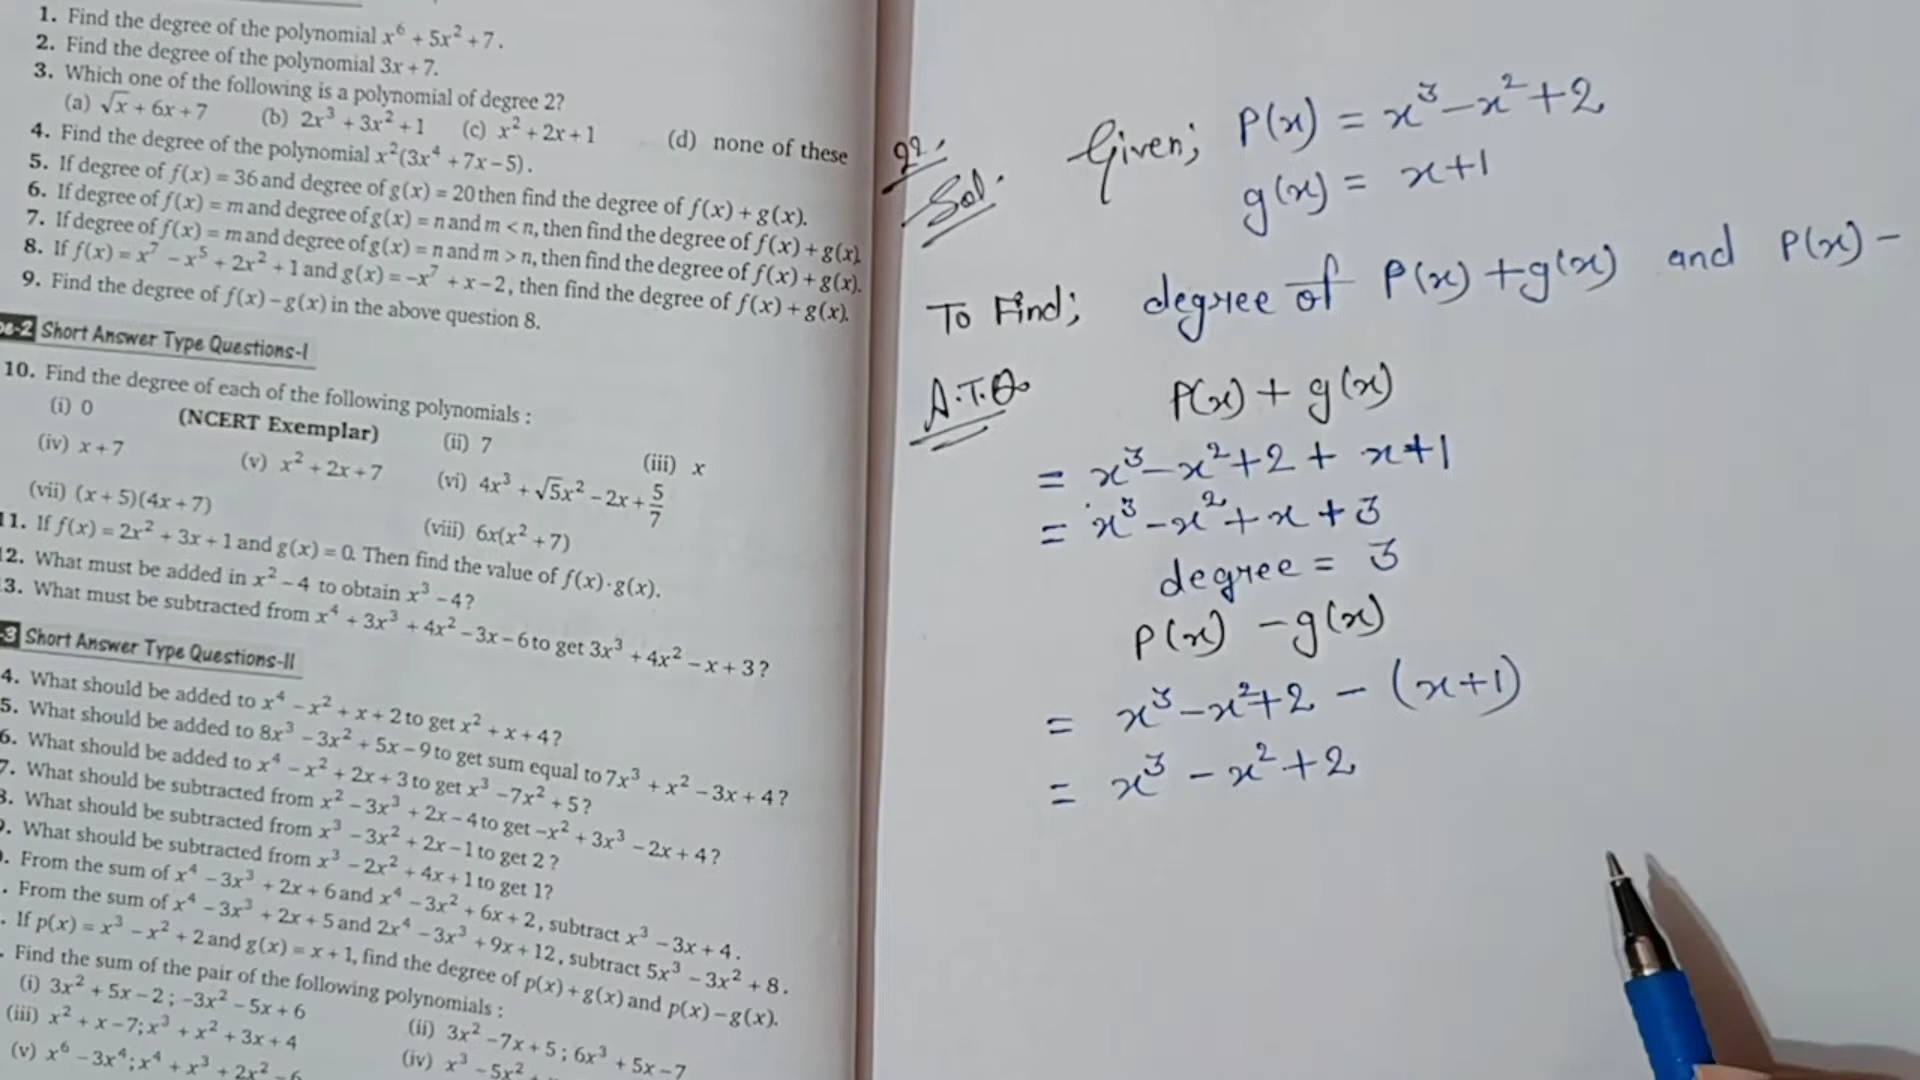 1. Find the degree of the polynomial x⁶ + 5x² + 7.
2. Find the degree of the polynomial 3x + 7.
3. Which one of the following is a polynomial of degree 2?
(a) √x + 6x + 7 (b) 2x³ + 3x² + 1 (c) x² + 2x + 1 (d) none of these
4. Find the degree of the polynomial x²(3x⁴ + 7x − 5).
5. If degree of f(x) = 36 and degree of g(x) = 20 then find the degree of f(x) + g(x).
6. If degree of f(x) = m and degree of g(x) = n and m < n, then find the degree of f(x) + g(x).
7. If degree of f(x) = m and degree of g(x) = n and m > n, then find the degree of f(x) + g(x).
8. If f(x) = x⁷ − x⁵ + 2x² + 1 and g(x) = −x⁷ + x − 2, then find the degree of f(x) + g(x).
9. Find the degree of f(x) − g(x) in the above question 8.
-2 Short Answer Type Questions-I
10. Find the degree of each of the following polynomials :
(NCERT Exemplar)
(i) 0 (ii) 7 (iii) x
(iv) x + 7 (v) x² + 2x + 7 (vi) 4x³ + √5x² − 2x + 5/7
(vii) (x + 5)(4x + 7) (viii) 6x(x² + 7)
11. If f(x) = 2x² + 3x + 1 and g(x) = 0. Then find the value of f(x)·g(x).
2. What must be added in x² − 4 to obtain x³ − 4?
3. What must be subtracted from x⁴ + 3x³ + 4x² − 3x − 6 to get 3x³ + 4x² − x + 3?
3 Short Answer Type Questions-II
4. What should be added to x⁴ − x² + x + 2 to get x² + x + 4?
5. What should be added to 8x³ − 3x² + 5x − 9 to get sum equal to 7x³ + x² − 3x + 4?
6. What should be added to x⁴ − x² + 2x + 3 to get x³ − 7x² + 5?
7. What should be subtracted from x² − 3x³ + 2x − 4 to get −x² + 3x³ − 2x + 4?
8. What should be subtracted from x³ − 3x² + 2x − 1 to get 2?
9. What should be subtracted from x³ − 2x² + 4x + 1 to get 1?
. From the sum of x⁴ − 3x³ + 2x + 6 and x⁴ − 3x² + 6x + 2, subtract x³ − 3x + 4.
. From the sum of x⁴ − 3x³ + 2x + 5 and 2x⁴ − 3x³ + 9x + 12, subtract 5x³ − 3x² + 8.
. If p(x) = x³ − x² + 2 and g(x) = x + 1, find the degree of p(x) + g(x) and p(x) − g(x).
. Find the sum of the pair of the following polynomials :
(i) 3x² + 5x − 2 ; −3x² − 5x + 6 (ii) 3x² − 7x + 5 ; 6x³ + 5x − 7
(iii) x² + x − 7; x³ + x² + 3x + 4 (iv) x³ − 5x²
(v) x⁶ − 3x⁴; x⁴ + x³ + 2x² − 6
Sol. Given; P(x) = x³ − x² + 2
g(x) = x+1
To Find; degree of P(x) + g(x) and P(x) −
A.T.Q. P(x) + g(x)
= x³ − x² + 2 + x+1
= x³ − x² + x + 3
degree = 3
P(x) − g(x)
= x³ − x² + 2 − (x+1)
= x³ − x² + 2